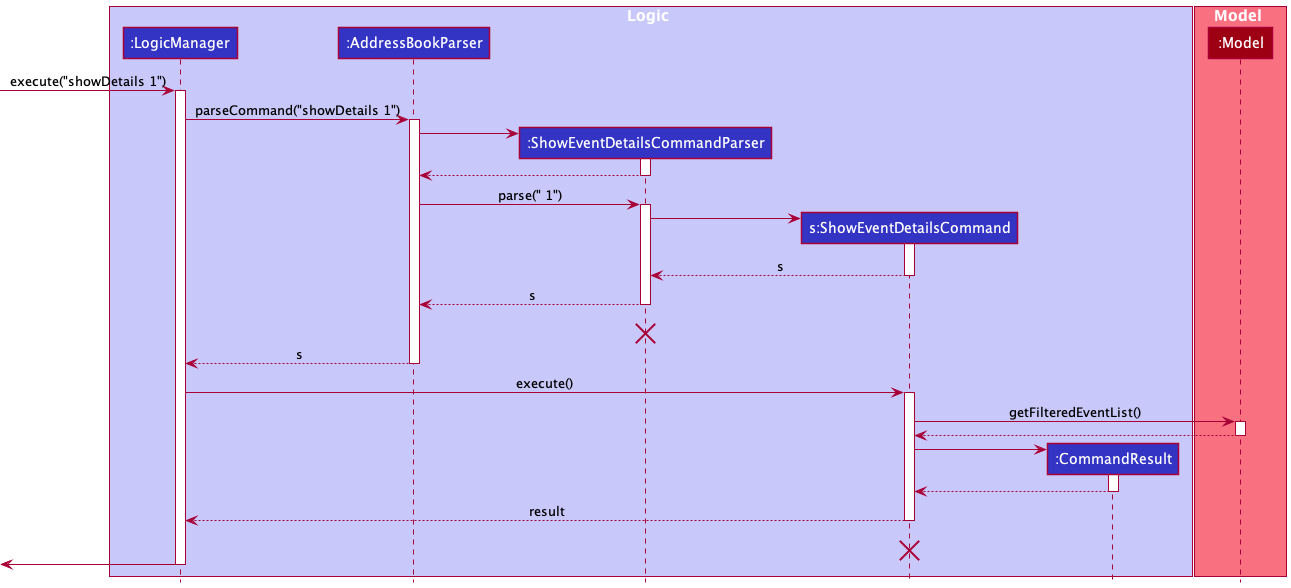 Logic
Model
:LogicManager
:AddressBookParser
:Model
execute("showDetails 1")
parseCommand("showDetails 1")
:ShowEventDetailsCommandParser
parse(" 1")
s:ShowEventDetailsCommand
s
s
s
execute()
getFilteredEventList()
:CommandResult
result